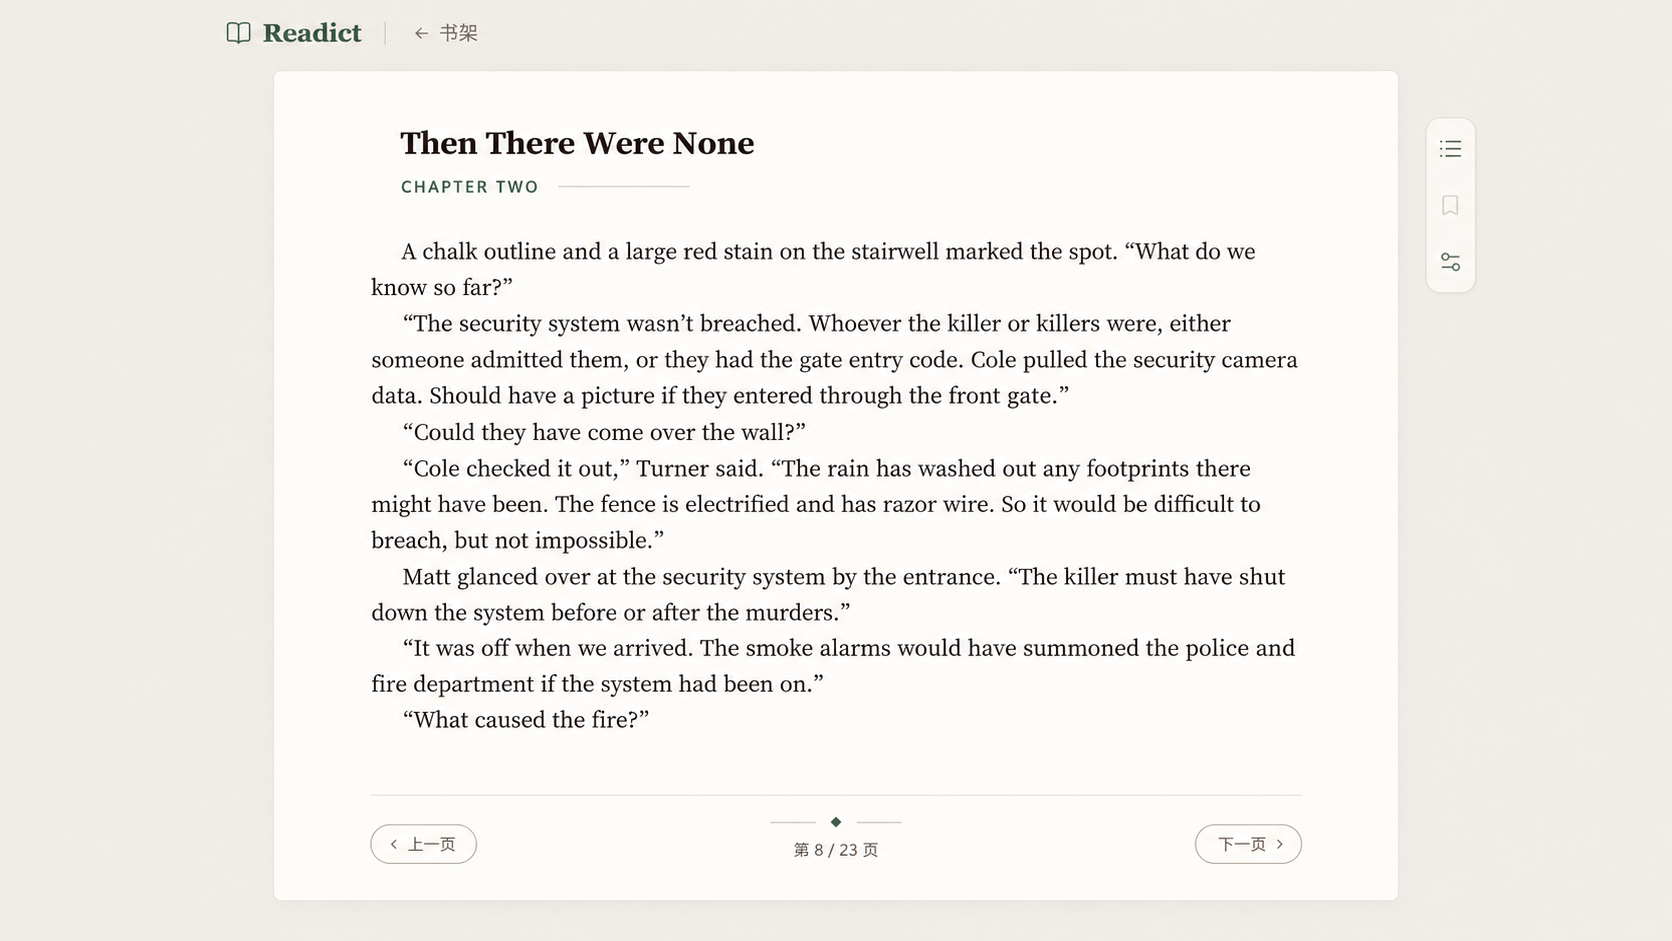 Readict
← 书架
Then There Were None
CHAPTER TWO
A chalk outline and a large red stain on the stairwell marked the spot. “What do we
know so far?”
“The security system wasn’t breached. Whoever the killer or killers were, either
someone admitted them, or they had the gate entry code. Cole pulled the security camera
data. Should have a picture if they entered through the front gate.”
“Could they have come over the wall?”
“Cole checked it out,” Turner said. “The rain has washed out any footprints there
might have been. The fence is electrified and has razor wire. So it would be difficult to
breach, but not impossible.”
Matt glanced over at the security system by the entrance. “The killer must have shut
down the system before or after the murders.”
“It was off when we arrived. The smoke alarms would have summoned the police and
fire department if the system had been on.”
“What caused the fire?”
‹ 上一页
第 8 / 23 页
下一页 ›